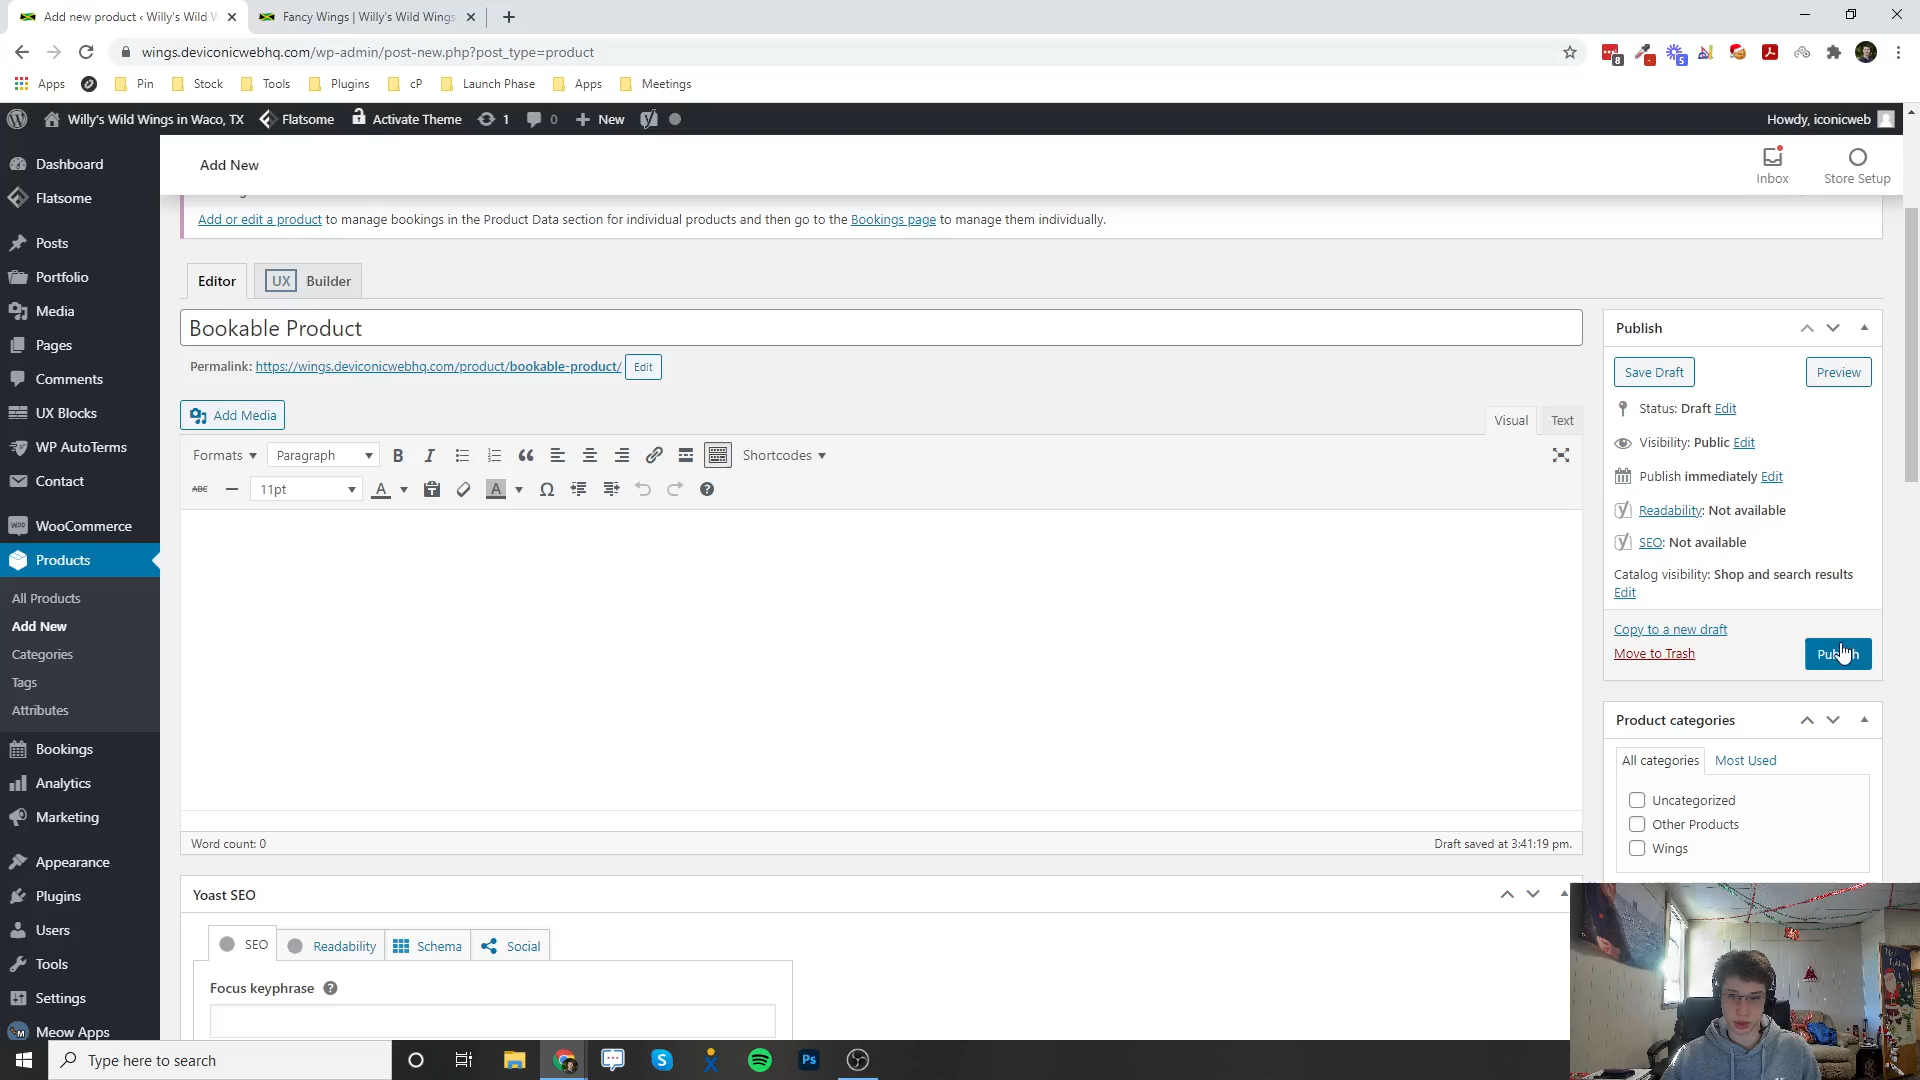 Add new product ‹ Willy's Wild W
Fancy Wings | Willy's Wild Wings
wings.deviconicwebhq.com/wp-admin/post-new.php?post_type=product
8
5
Apps
Pin
Stock
Tools
Plugins
cP
Launch Phase
Apps
Meetings
Willy's Wild Wings in Waco, TX
Flatsome
Activate Theme
1
0
New
Howdy, iconicweb
Dashboard
Flatsome
Posts
Portfolio
Media
Pages
Comments
UX Blocks
WP AutoTerms
Contact
WooCommerce
Products
All Products
Add New
Categories
Tags
Attributes
Bookings
Analytics
Marketing
Appearance
Plugins
Users
Tools
Settings
Meow Apps
Add New
Inbox
Store Setup
Add or edit a product to manage bookings in the Product Data section for individual products and then go to the Bookings page to manage them individually.
Editor
UX Builder
Bookable Product
Permalink: https://wings.deviconicwebhq.com/product/bookable-product/ Edit
Add Media
Visual
Text
Formats
Paragraph
Shortcodes
ABC
11pt
Word count: 0
Draft saved at 3:41:19 pm.
Yoast SEO
SEO
Readability
Schema
Social
Focus keyphrase
Publish
Save Draft
Preview
Status: Draft Edit
Visibility: Public Edit
Publish immediately Edit
Readability: Not available
SEO: Not available
Catalog visibility: Shop and search results
Edit
Copy to a new draft
Move to Trash
Publish
Product categories
All categories
Most Used
Uncategorized
Other Products
Wings
Type here to search
Ps